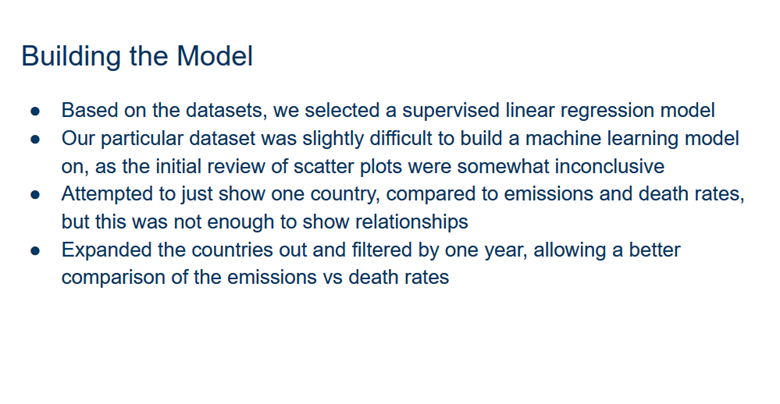 Building the Model
● Based on the datasets, we selected a supervised linear regression model
● Our particular dataset was slightly difficult to build a machine learning model
on, as the initial review of scatter plots were somewhat inconclusive
● Attempted to just show one country, compared to emissions and death rates,
but this was not enough to show relationships
● Expanded the countries out and filtered by one year, allowing a better
comparison of the emissions vs death rates